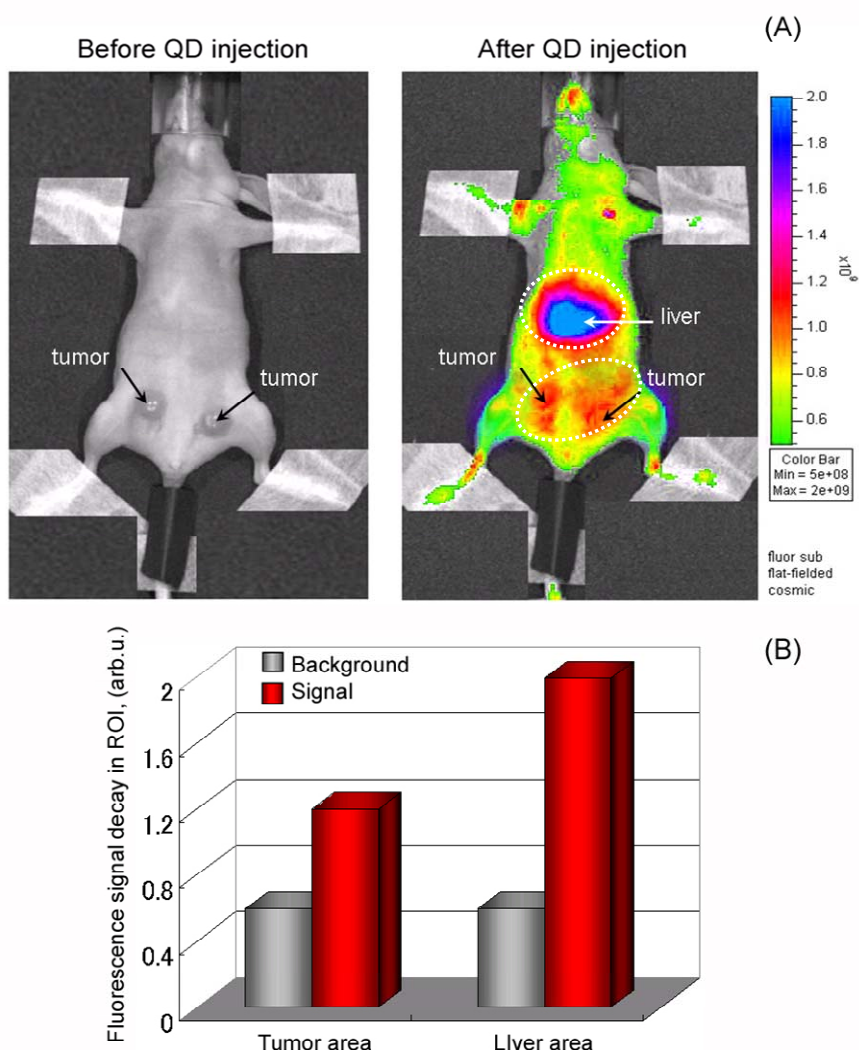 (A)
Before QD injection
After QD injection
tumor
tumor
liver
tumor
tumor
2.0
1.8
1.6
1.4
1.2
1.0
0.8
0.6
x10⁹
Color Bar
Min = 5e+08
Max = 2e+09
fluor sub
flat-fielded
cosmic
(B)
Background
Signal
Fluorescence signal decay in ROI, (arb.u.)
2
1.6
1.2
0.8
0.4
0
Tumor area
LIver area